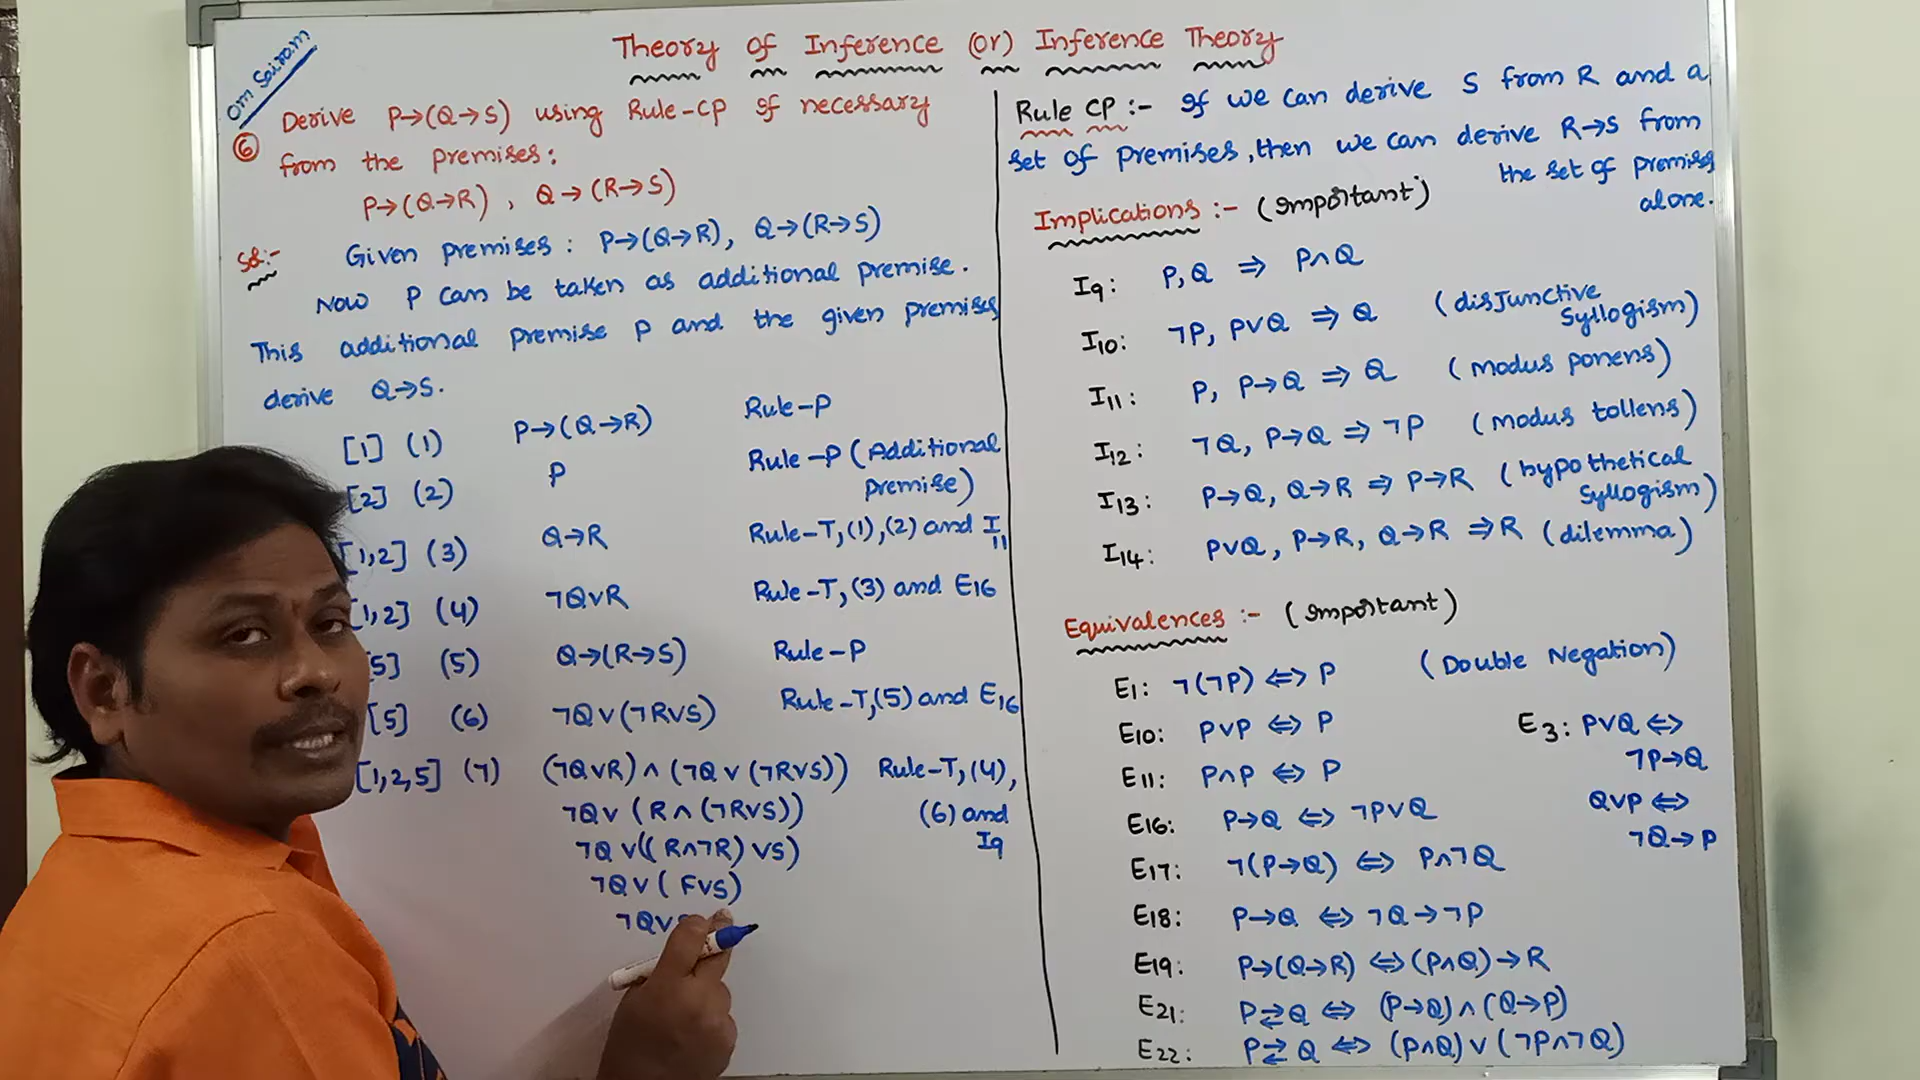 Om Sairam
Theory of Inference (or) Inference Theory
⑥ Derive P→(Q→S) using Rule-CP if necessary
from the premises:
P→(Q→R), Q→(R→S)
Sol:- Given premises: P→(Q→R), Q→(R→S)
Now P can be taken as additional premise.
This additional premise P and the given premises
derive Q→S.
[1] (1) P→(Q→R) Rule-P
[2] (2) P Rule-P (Additional
Premise)
[1,2] (3) Q→R Rule-T,(1),(2) and I11
[1,2] (4) ¬Q∨R Rule-T,(3) and E16
[5] (5) Q→(R→S) Rule-P
[5] (6) ¬Q∨(¬R∨S) Rule-T,(5) and E16
[1,2,5] (7) (¬Q∨R)∧(¬Q∨(¬R∨S)) Rule-T,(4),
¬Q∨(R∧(¬R∨S)) (6) and
¬Q∨((R∧¬R)∨S) I9
¬Q∨(F∨S)
¬Q∨
Rule CP:- If we can derive S from R and a
set of premises, then we can derive R→S from
the set of premises
alone.
Implications:- (Important)
I9: P,Q ⇒ P∧Q
I10: ¬P, P∨Q ⇒ Q (disjunctive
Syllogism)
I11: P, P→Q ⇒ Q (modus ponens)
I12: ¬Q, P→Q ⇒ ¬P (modus tollens)
I13: P→Q, Q→R ⇒ P→R (hypothetical
Syllogism)
I14: P∨Q, P→R, Q→R ⇒R (dilemma)
Equivalences:- (Important)
E1: ¬(¬P) ⇔ P (Double Negation)
E10: P∨P ⇔ P
E11: P∧P ⇔ P
E16: P→Q ⇔ ¬P∨Q
E17: ¬(P→Q) ⇔ P∧¬Q
E18: P→Q ⇔ ¬Q→¬P
E19: P→(Q→R) ⇔(P∧Q)→R
E21: P⇄Q ⇔ (P→Q)∧(Q→P)
E22: P⇄Q ⇔ (P∧Q)∨(¬P∧¬Q)
E3: P∨Q ⇔
¬P→Q
Q∨P ⇔
¬Q→P